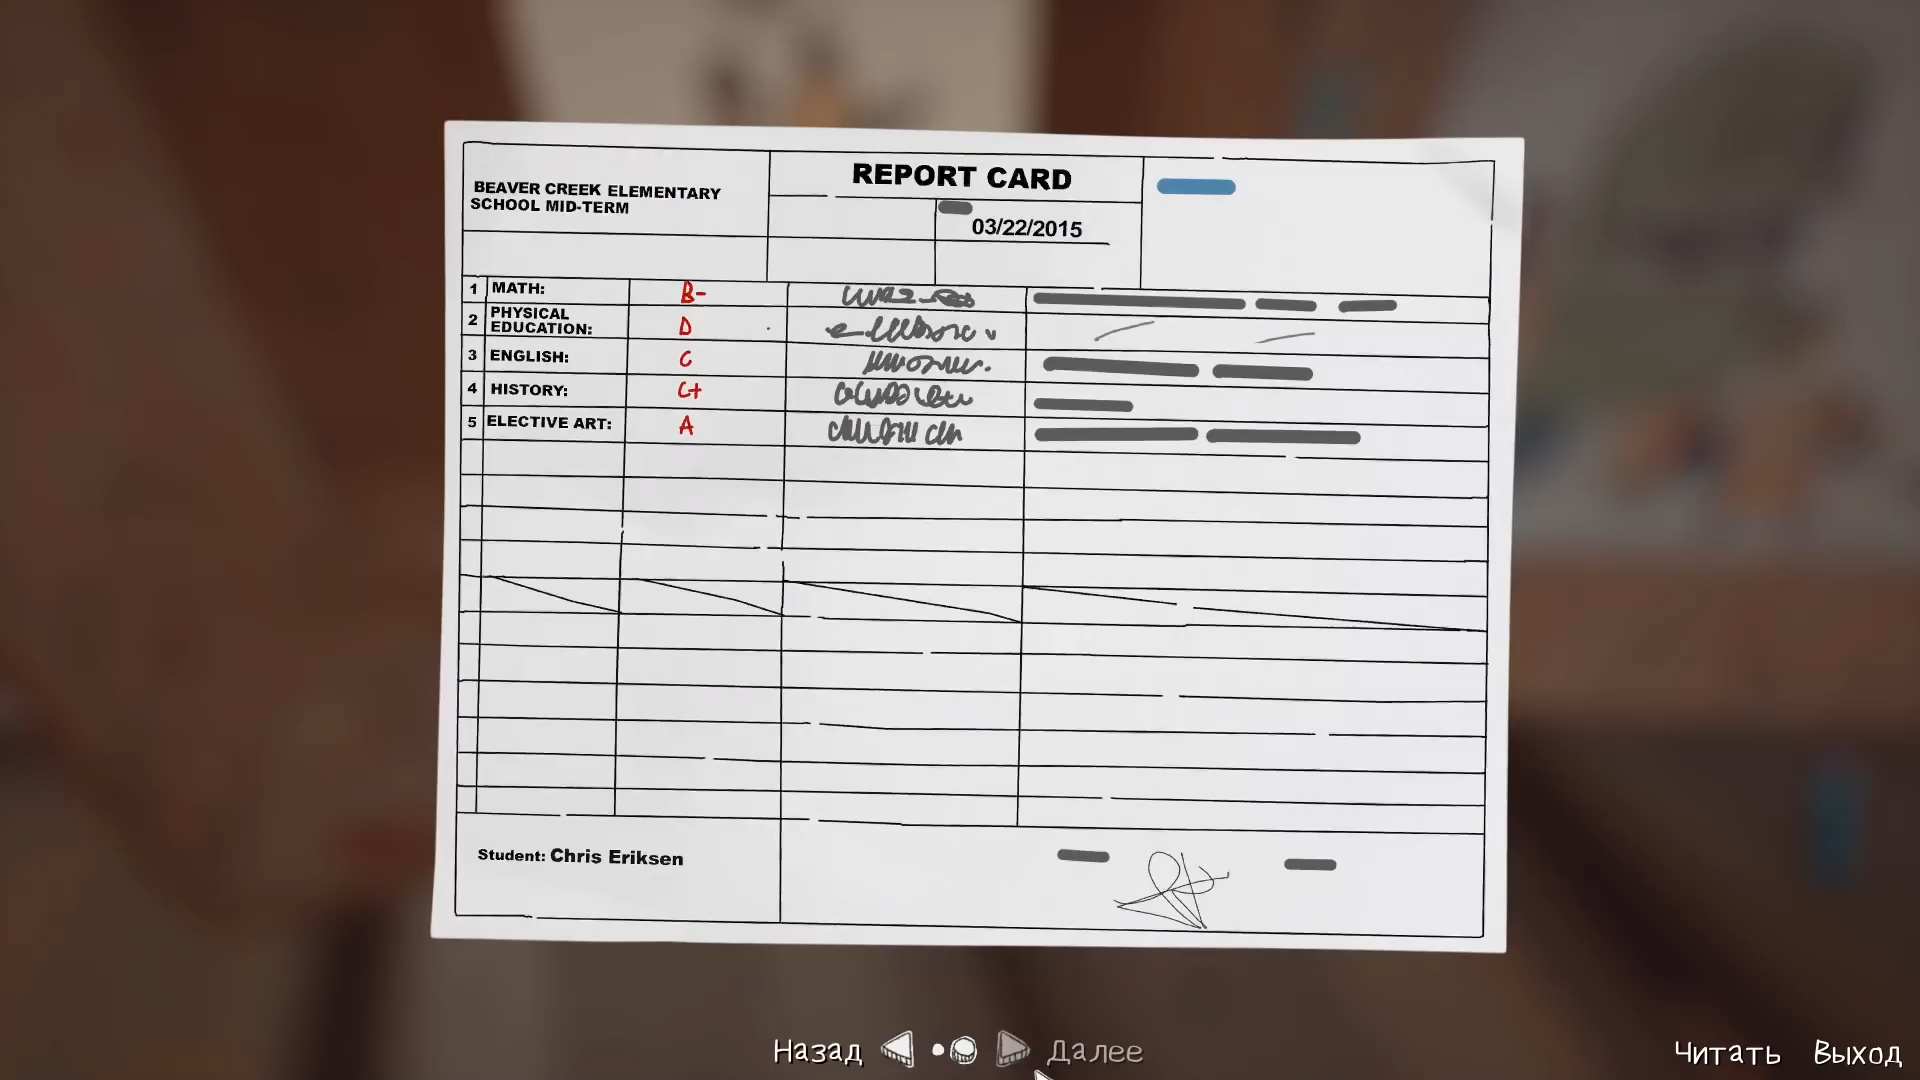 REPORT CARD
BEAVER CREEK ELEMENTARY
SCHOOL MID-TERM
03/22/2015
1 MATH: B-
2 PHYSICAL
EDUCATION: D
3 ENGLISH: C
4 HISTORY: C+
5 ELECTIVE ART: A
Student: Chris Eriksen
Назад Далее
Читать Выход